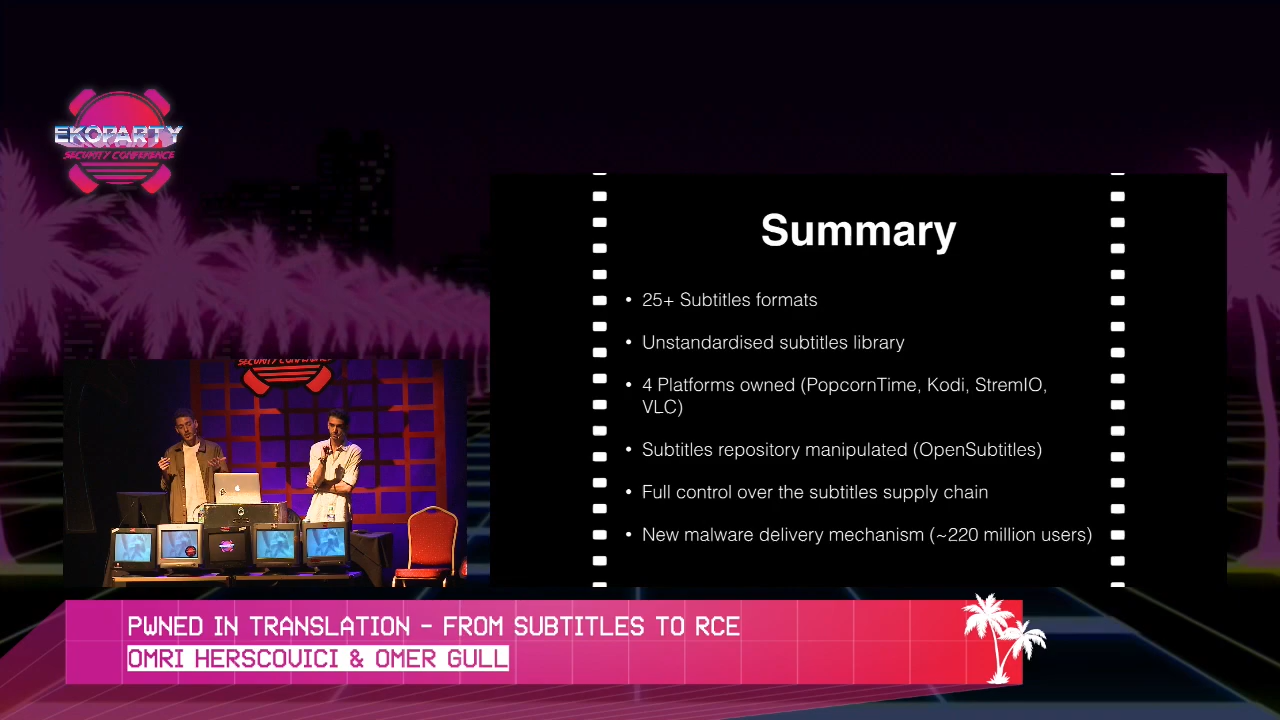 EKOPARTY
SECURITY CONFERENCE
Summary
• 25+ Subtitles formats
• Unstandardised subtitles library
• 4 Platforms owned (PopcornTime, Kodi, StremIO,
VLC)
• Subtitles repository manipulated (OpenSubtitles)
• Full control over the subtitles supply chain
• New malware delivery mechanism (~220 million users)
SECURITY CONFERENCE
PWNED IN TRANSLATION - FROM SUBTITLES TO RCE
OMRI HERSCOVICI & OMER GULL